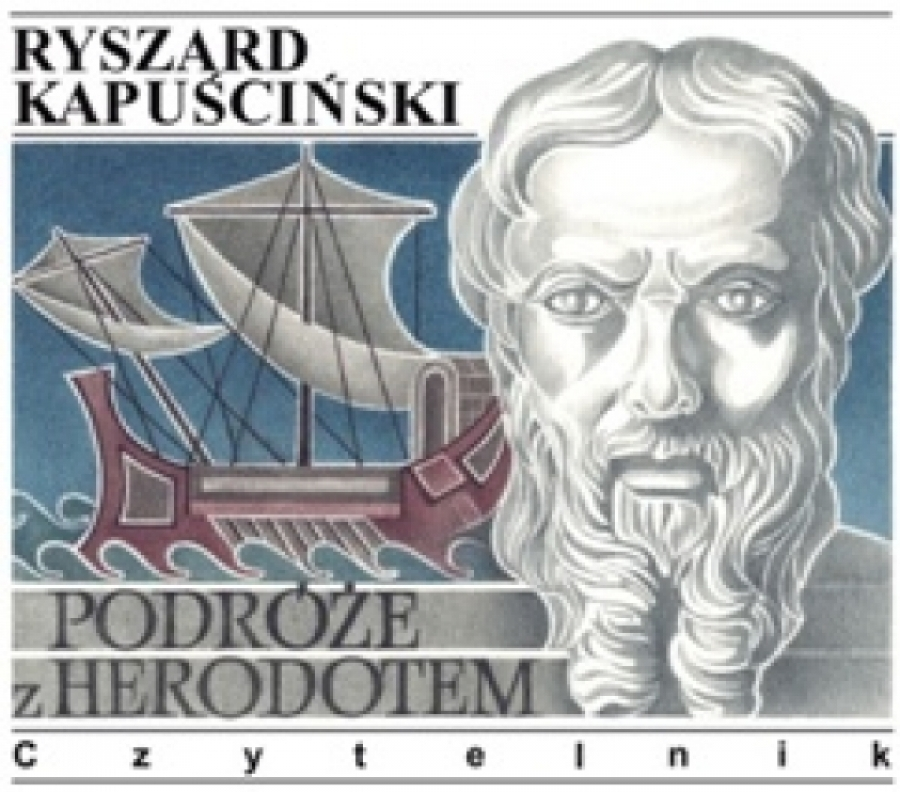 RYSZARD
KAPUŚCIŃSKI
PODRÓŻE
z HERODOTEM
Czytelnik